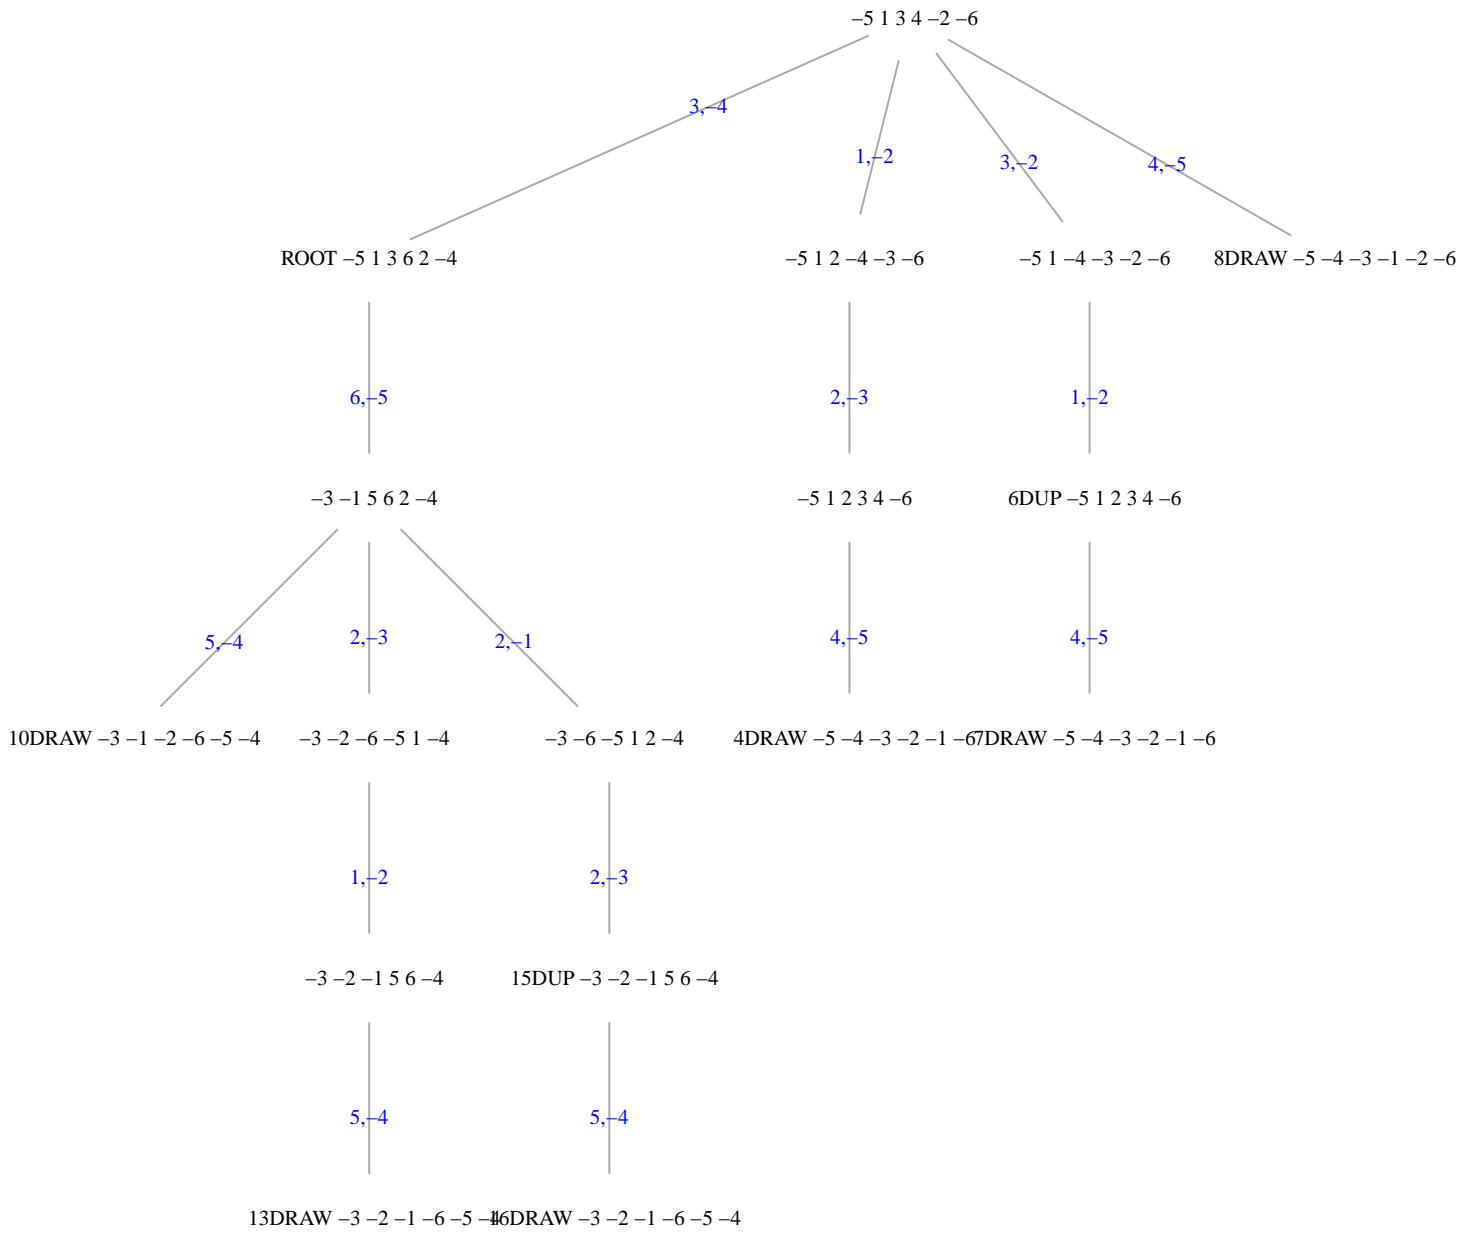 –5 1 3 4 –2 –6
3,–4
1,–2
3,–2
4,–5
ROOT –5 1 3 6 2 –4
–5 1 2 –4 –3 –6
–5 1 –4 –3 –2 –6
8DRAW –5 –4 –3 –1 –2 –6
6,–5
2,–3
1,–2
–3 –1 5 6 2 –4
–5 1 2 3 4 –6
6DUP –5 1 2 3 4 –6
5,–4
2,–3
2,–1
4,–5
4,–5
10DRAW –3 –1 –2 –6 –5 –4
–3 –2 –6 –5 1 –4
–3 –6 –5 1 2 –4
4DRAW –5 –4 –3 –2 –1 –6
7DRAW –5 –4 –3 –2 –1 –6
1,–2
2,–3
–3 –2 –1 5 6 –4
15DUP –3 –2 –1 5 6 –4
5,–4
5,–4
13DRAW –3 –2 –1 –6 –5 –4
16DRAW –3 –2 –1 –6 –5 –4